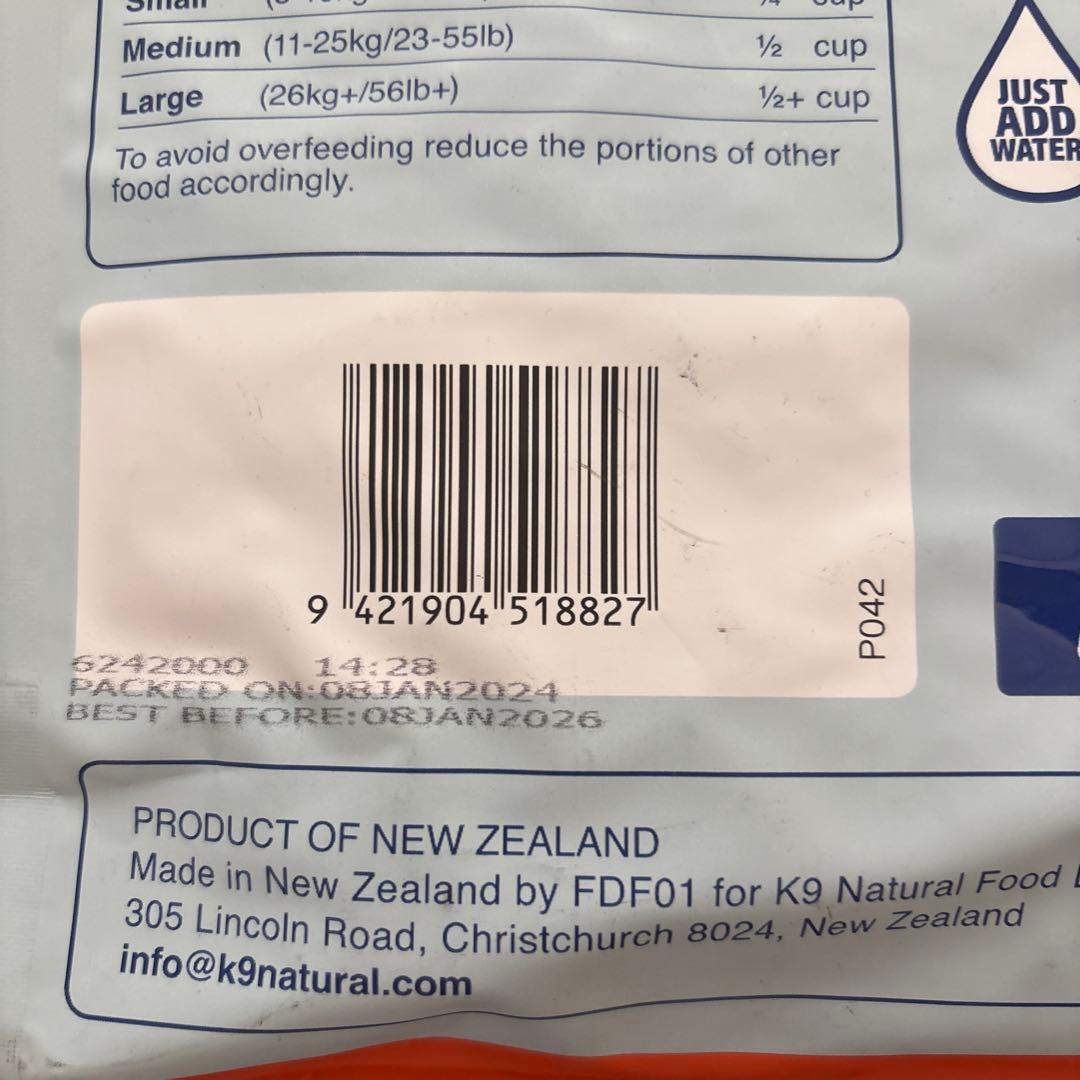 Small
Medium (11-25kg/23-55lb) ½ cup
Large (26kg+/56lb+) ½+ cup
To avoid overfeeding reduce the portions of other
food accordingly.
JUST
ADD
WATER
9 421904 518827
P042
6242000 14:28
PACKED ON:08JAN2024
BEST BEFORE:08JAN2026
PRODUCT OF NEW ZEALAND
Made in New Zealand by FDF01 for K9 Natural Food
305 Lincoln Road, Christchurch 8024, New Zealand
info@k9natural.com